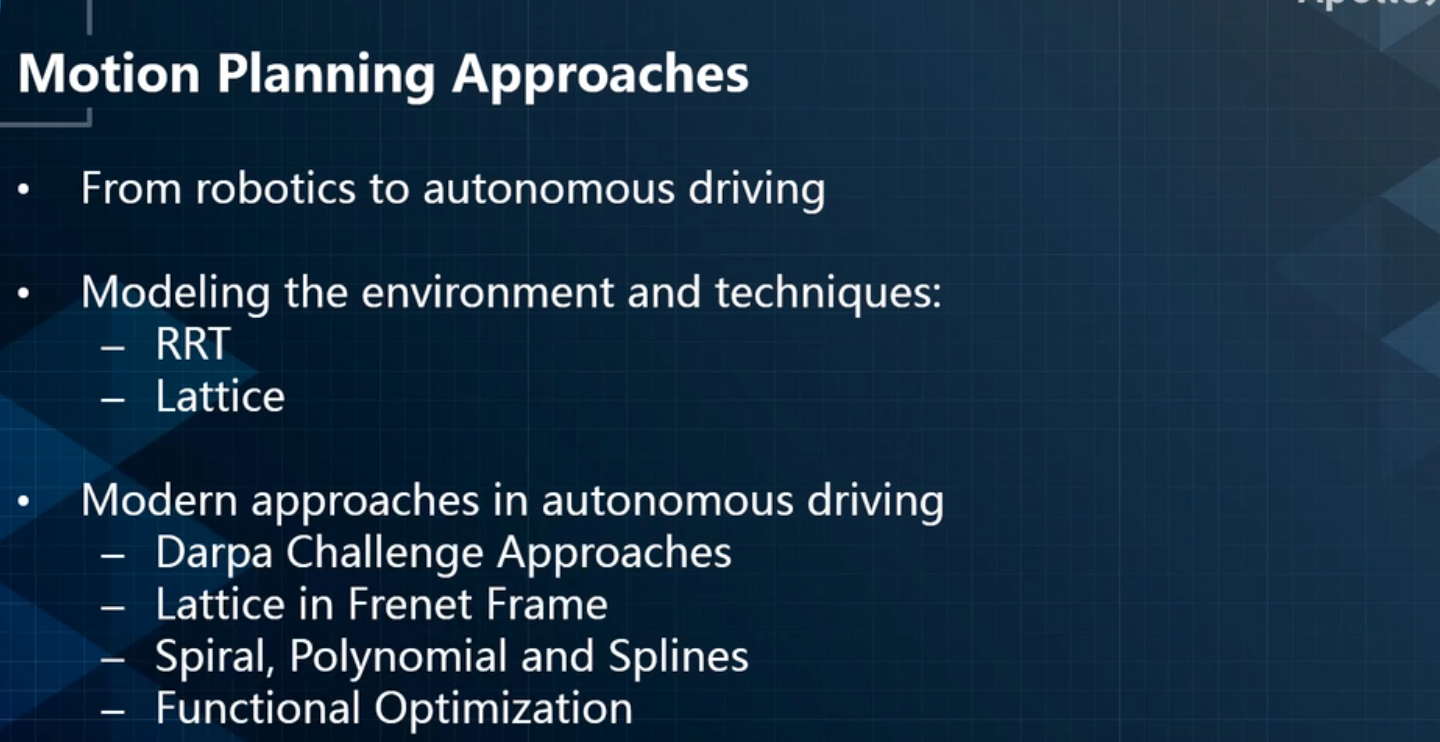 Motion Planning Approaches
• From robotics to autonomous driving
• Modeling the environment and techniques:
– RRT
– Lattice
• Modern approaches in autonomous driving
– Darpa Challenge Approaches
– Lattice in Frenet Frame
– Spiral, Polynomial and Splines
– Functional Optimization